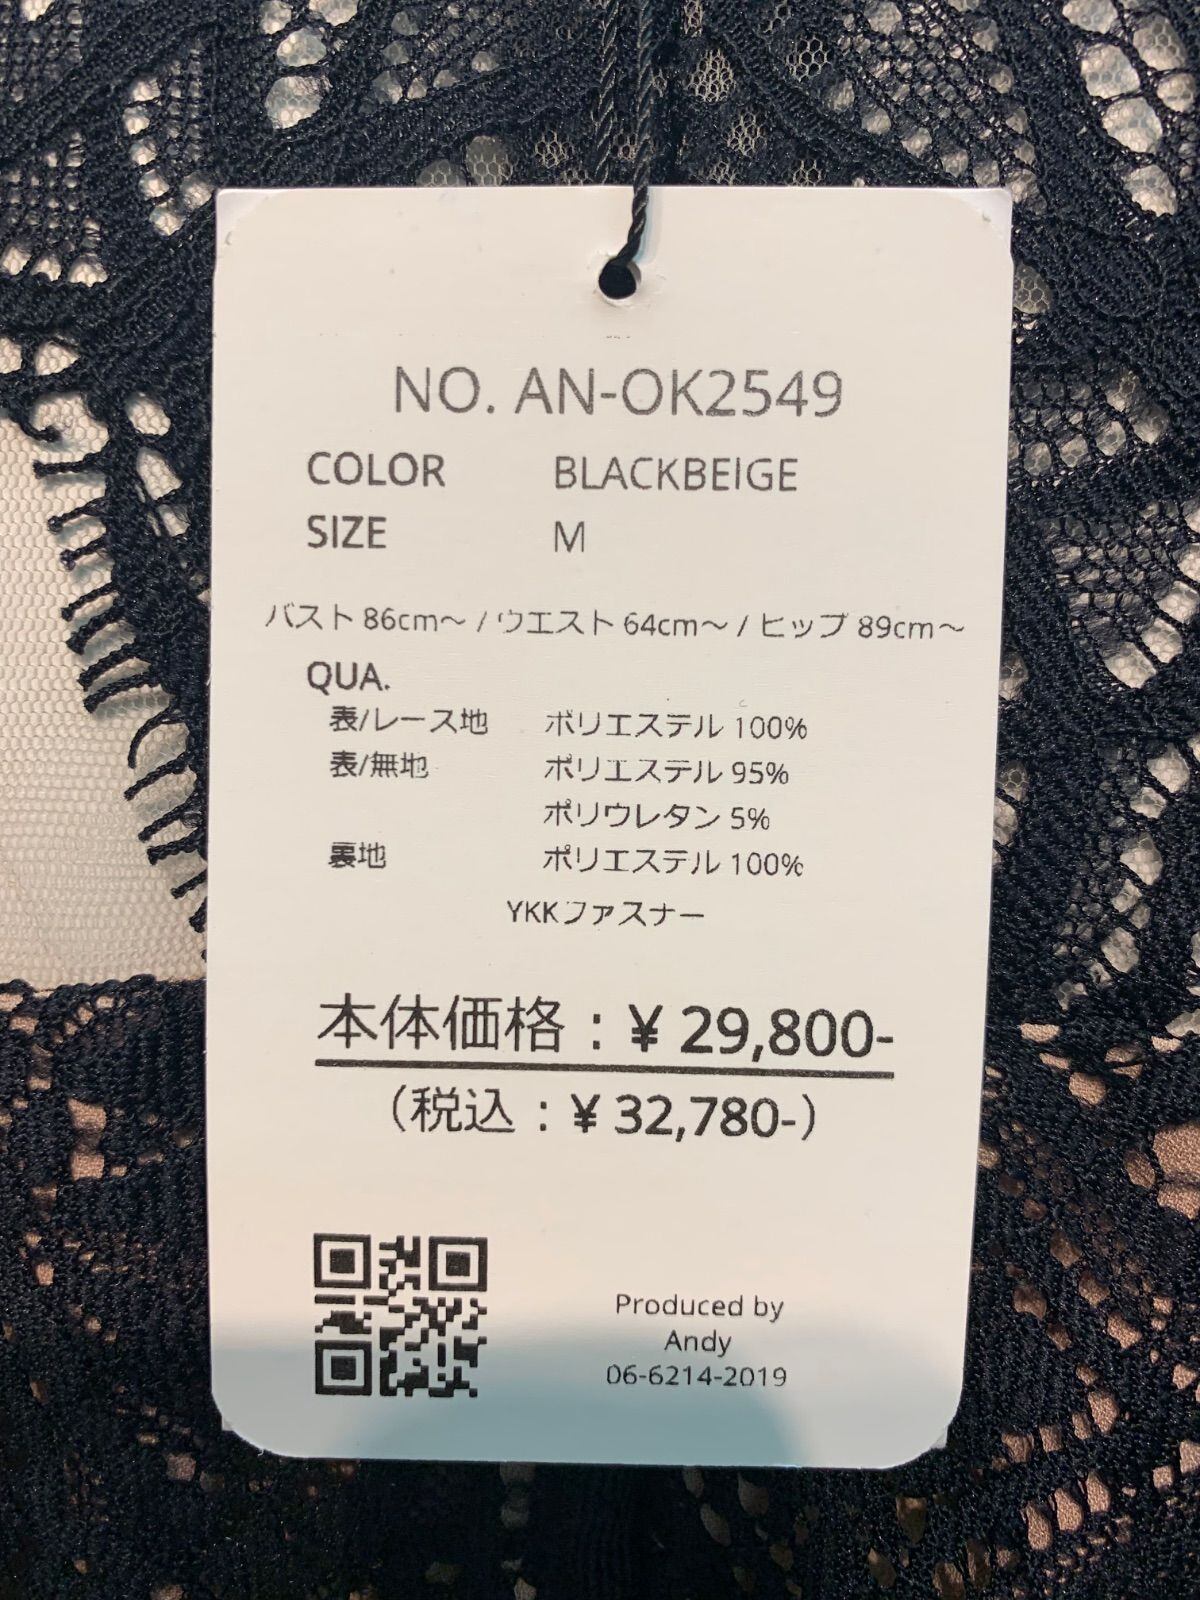 NO. AN-OK2549
COLOR BLACKBEIGE
SIZE M
バスト 86cm～ / ウエスト 64cm～ / ヒップ 89cm～
QUA.
表/レース地 ポリエステル 100%
表/無地 ポリエステル 95%
ポリウレタン 5%
裏地 ポリエステル 100%
YKKファスナー
本体価格：¥ 29,800-
（税込：¥ 32,780-）
Produced by
Andy
06-6214-2019